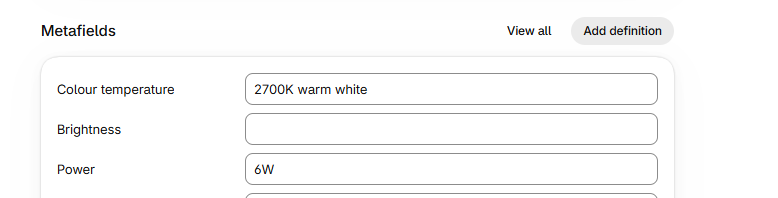 Metafields View all Add definition
Colour temperature 2700K warm white
Brightness
Power 6W